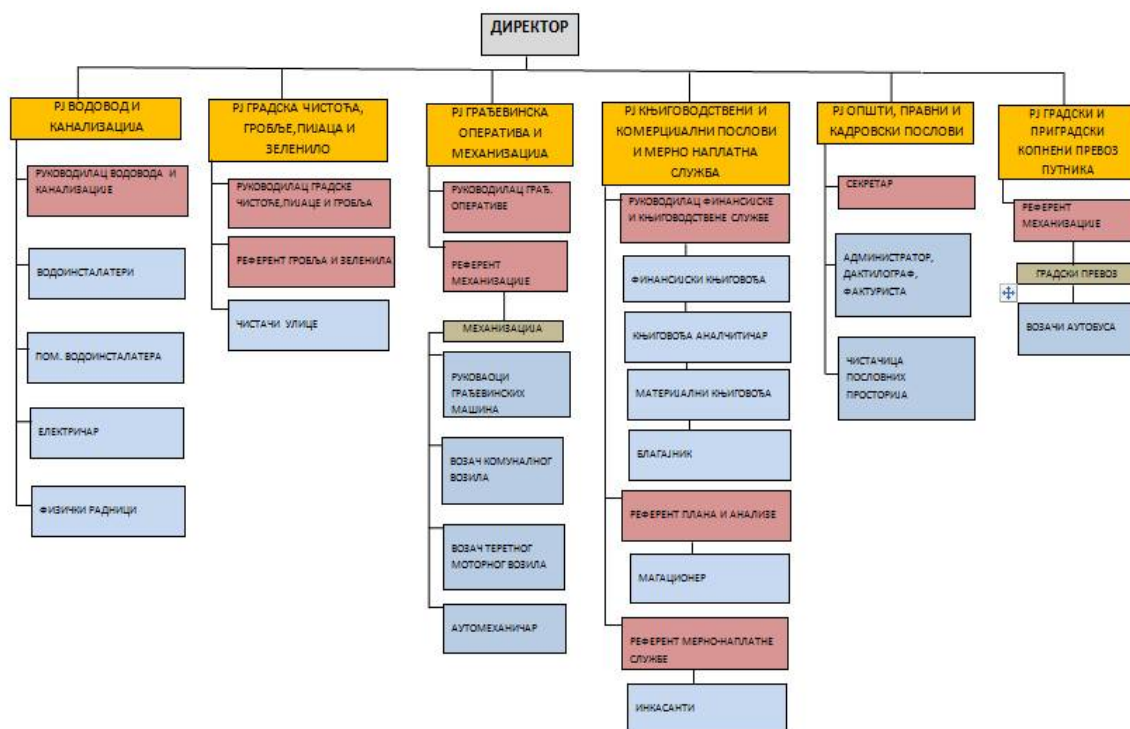 ДИРЕКТОР
РЈ ВОДОВОД И
КАНАЛИЗАЦИЈА
РУКОВОДИЛАЦ ВОДОВОДА И
КАНАЛИЗАЦИЈЕ
ВОДОИНСТАЛАТЕРИ
ПОМ. ВОДОИНСТАЛАТЕРА
ЕЛЕКТРИЧАР
ФИЗИЧКИ РАДНИЦИ
РЈ ГРАДСКА ЧИСТОЋА,
ГРОБЉЕ, ПИЈАЦА И
ЗЕЛЕНИЛО
РУКОВОДИЛАЦ ГРАДСКЕ
ЧИСТОЋЕ,ПИЈАЦЕ И ГРОБЉА
РЕФЕРЕНТ ГРОБЉА И ЗЕЛЕНИЛА
ЧИСТАЧИ УЛИЦЕ
РЈ ГРАЂЕВИНСКА
ОПЕРАТИВА И
МЕХАНИЗАЦИЈА
РУКОВОДИЛАЦ ГРАЂ.
ОПЕРАТИВЕ
РЕФЕРЕНТ
МЕХАНИЗАЦИЈЕ
МЕХАНИЗАЦИЈА
РУКОВАОЦИ
ГРАЂЕВИНСКИХ
МАШИНА
ВОЗАЧ КОМУНАЛНОГ
ВОЗИЛА
ВОЗАЧ ТЕРЕТНОГ
МОТОРНОГ ВОЗИЛА
АУТОМЕХАНИЧАР
РЈ КЊИГОВОДСТВЕНИ И
КОМЕРЦИЈАЛНИ ПОСЛОВИ
И МЕРНО НАПЛАТНА
СЛУЖБА
РУКОВОДИЛАЦ ФИНАНСИЈСКЕ
И КЊИГОВОДСТВЕНЕ СЛУЖБЕ
ФИНАНСИЈСКИ КЊИГОВОЂА
КЊИГОВОЂА АНАЛЧИТИЧАР
МАТЕРИЈАЛНИ КЊИГОВОЂА
БЛАГАЈНИК
РЕФЕРЕНТ ПЛАНА И АНАЛИЗЕ
МАГАЦИОНЕР
РЕФЕРЕНТ МЕРНО-НАПЛАТНЕ
СЛУЖБЕ
ИНКАСАНТИ
РЈ ОПШТИ, ПРАВНИ И
КАДРОВСКИ ПОСЛОВИ
СЕКРЕТАР
АДМИНИСТРАТОР,
ДАКТИЛОГРАФ,
ФАКТУРИСТА
ЧИСТАЧИЦА
ПОСЛОВНИХ
ПРОСТОРИЈА
РЈ ГРАДСКИ И
ПРИГРАДСКИ
КОПНЕНИ ПРЕВОЗ
ПУТНИКА
РЕФЕРЕНТ
МЕХАНИЗАЦИЈЕ
ГРАДСКИ ПРЕВОЗ
ВОЗАЧИ АУТОБУСА